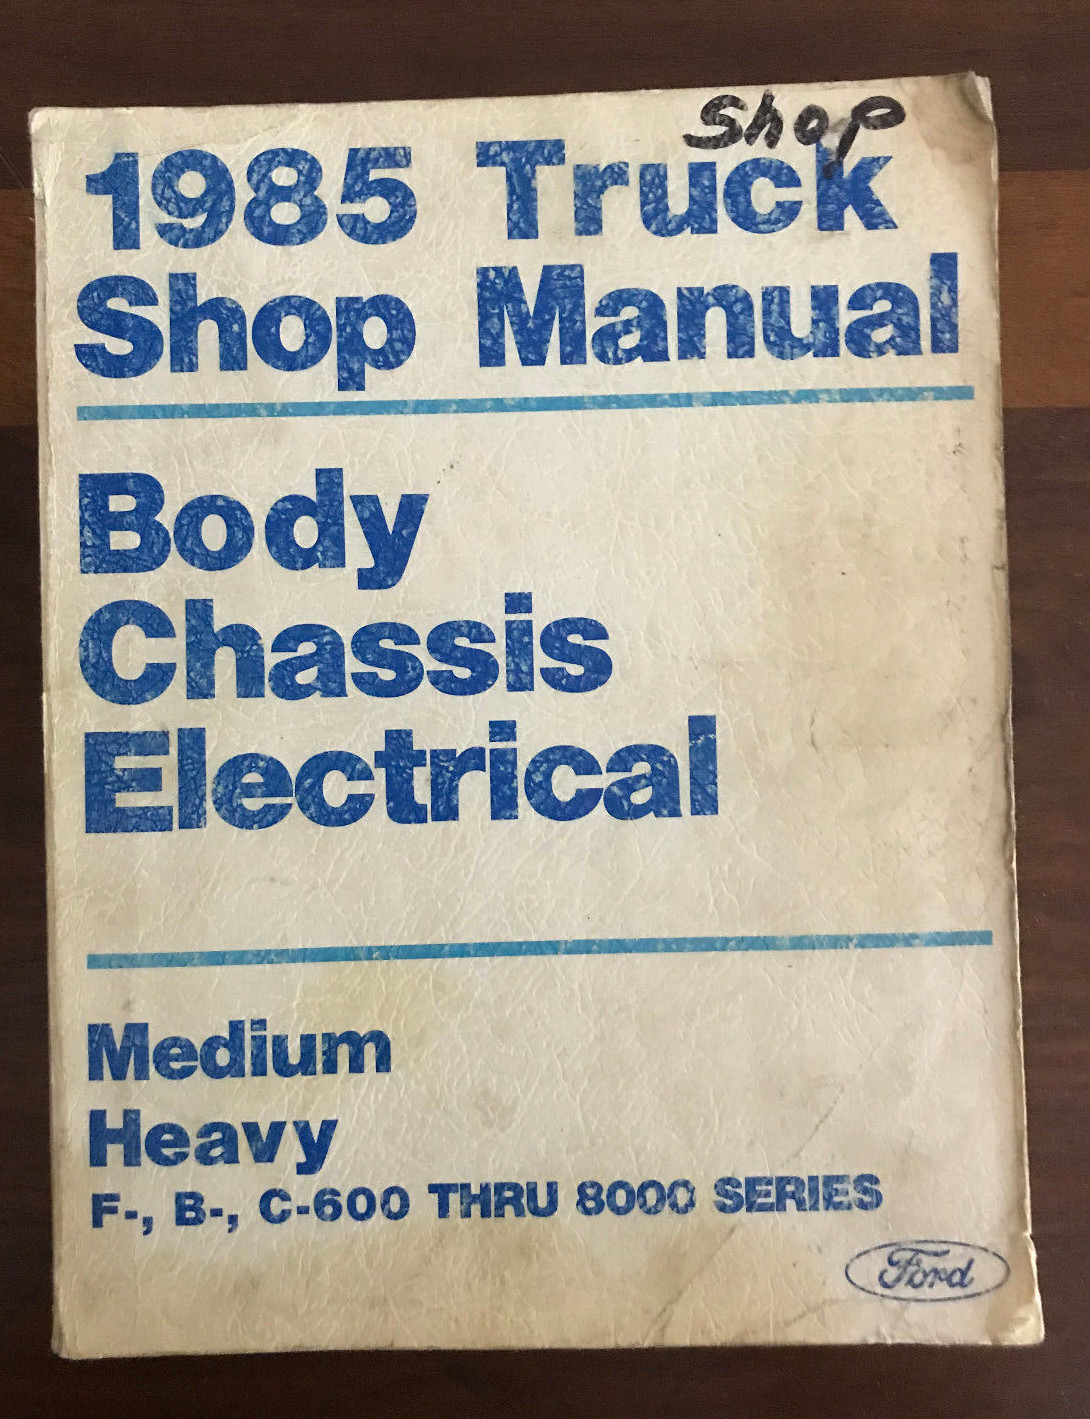 Shop
1985 Truck
Shop Manual
Body
Chassis
Electrical
Medium
Heavy
F-, B-, C-600 THRU 8000 SERIES
Ford